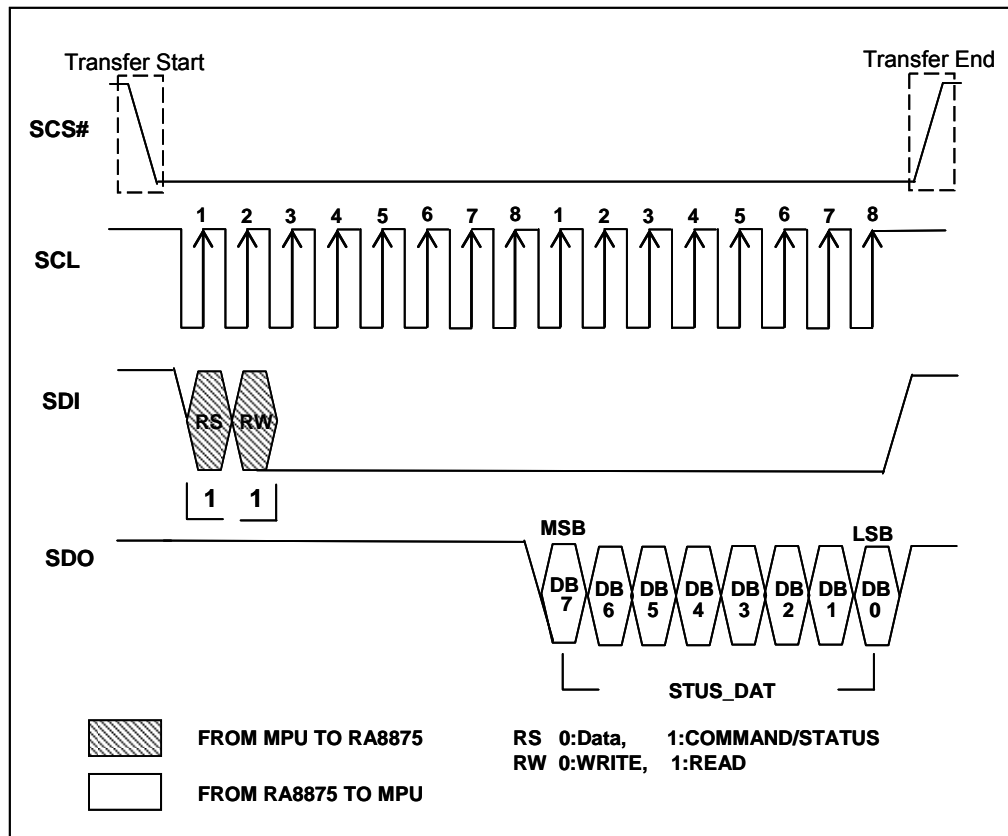 Transfer Start
Transfer End
SCS#
1 2 3 4 5 6 7 8 1 2 3 4 5 6 7 8
SCL
SDI
RS RW
1 1
SDO
MSB LSB
DB 7 DB 6 DB 5 DB 4 DB 3 DB 2 DB 1 DB 0
STUS_DAT
FROM MPU TO RA8875
RS 0:Data, 1:COMMAND/STATUS
RW 0:WRITE, 1:READ
FROM RA8875 TO MPU